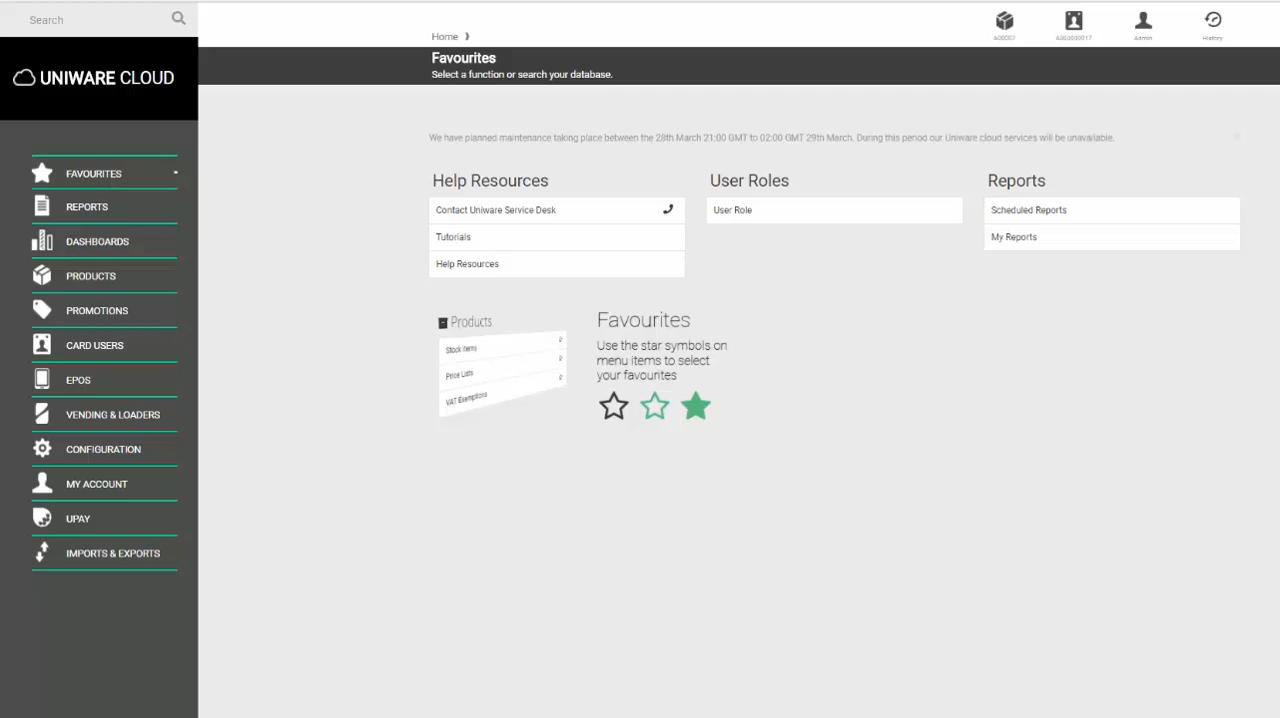 Search
UNIWARE CLOUD
FAVOURITES
REPORTS
DASHBOARDS
PRODUCTS
PROMOTIONS
CARD USERS
EPOS
VENDING & LOADERS
CONFIGURATION
MY ACCOUNT
UPAY
IMPORTS & EXPORTS
Home ❯
Admin
History
Favourites
Select a function or search your database.
We have planned maintenance taking place between the 28th March 21:00 GMT to 02:00 GMT 29th March. During this period our Uniware cloud services will be unavailable.
Help Resources
Contact Uniware Service Desk
Tutorials
Help Resources
User Roles
User Role
Reports
Scheduled Reports
My Reports
Products
Stock Items
Price Lists
VAT Exemptions
Favourites
Use the star symbols on
menu items to select
your favourites